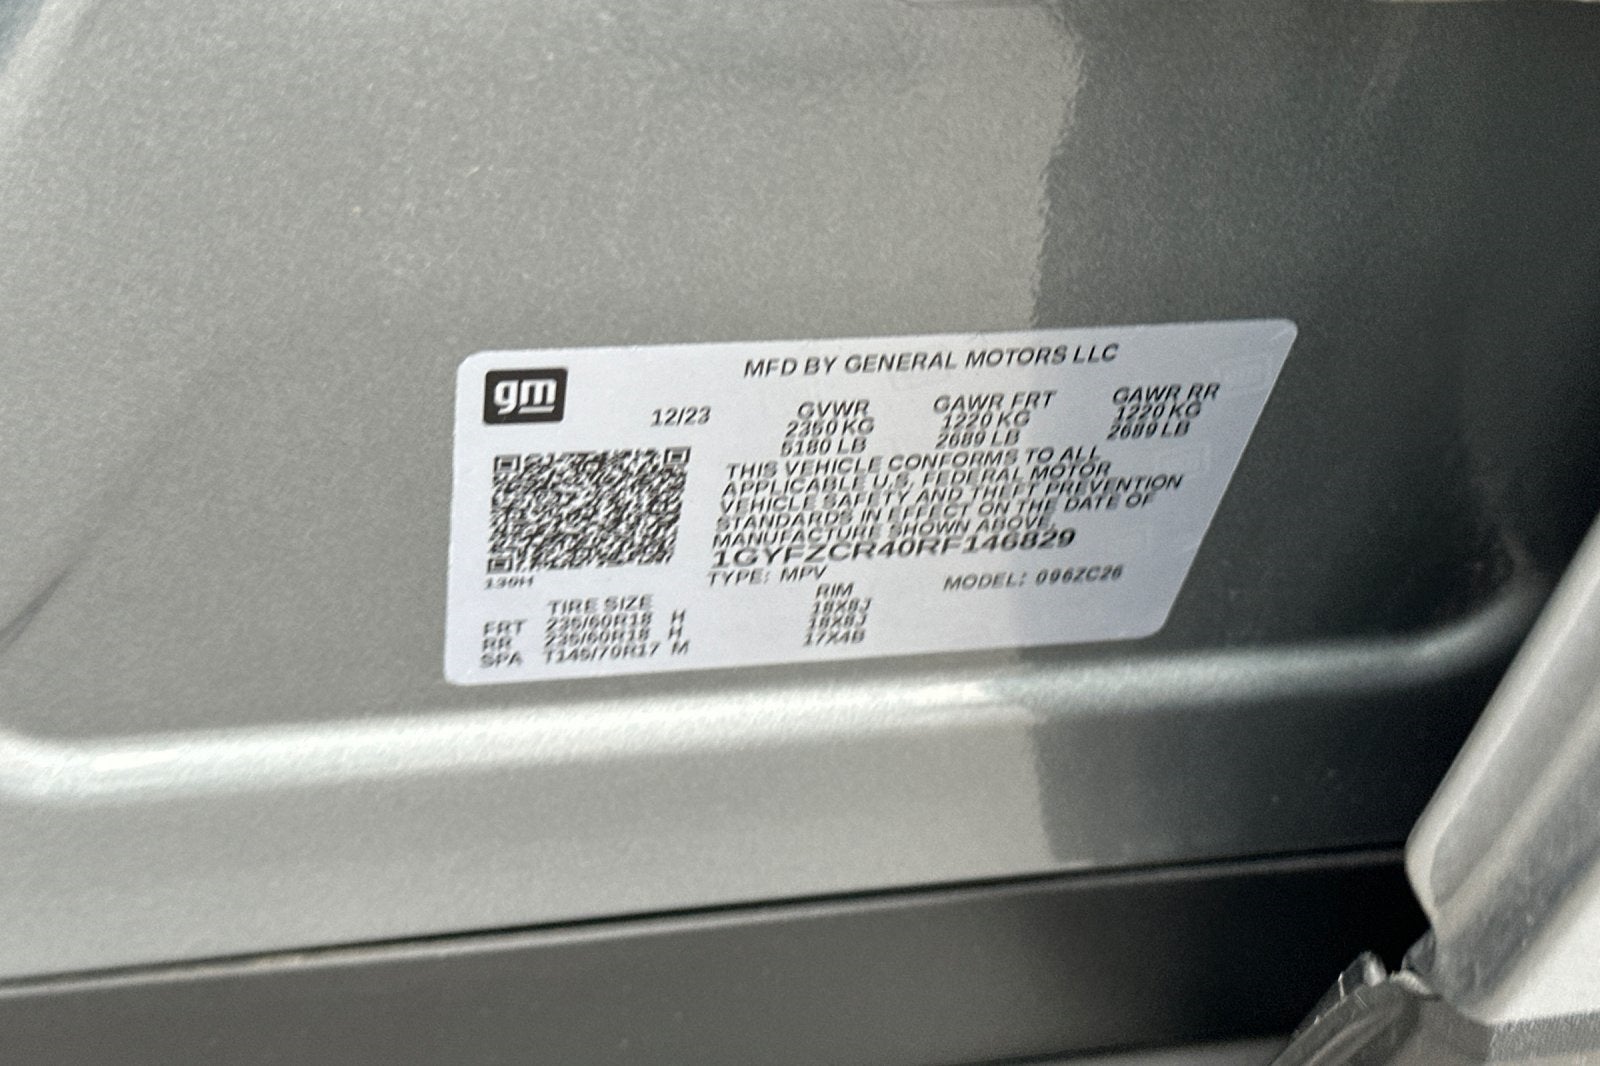 gm
MFD BY GENERAL MOTORS LLC
12/23
GVWR GAWR FRT GAWR RR
2350 KG 1220 KG 1220 KG
5180 LB 2689 LB 2689 LB
THIS VEHICLE CONFORMS TO ALL
APPLICABLE U.S. FEDERAL MOTOR
VEHICLE SAFETY AND THEFT PREVENTION
STANDARDS IN EFFECT ON THE DATE OF
MANUFACTURE SHOWN ABOVE.
1GYFZCR40RF146829
TYPE: MPV MODEL: 096ZC26
139H
TIRE SIZE RIM
FRT 235/60R18 H 18X8J
RR 235/60R18 H 18X8J
SPA T145/70R17 M 17X4B